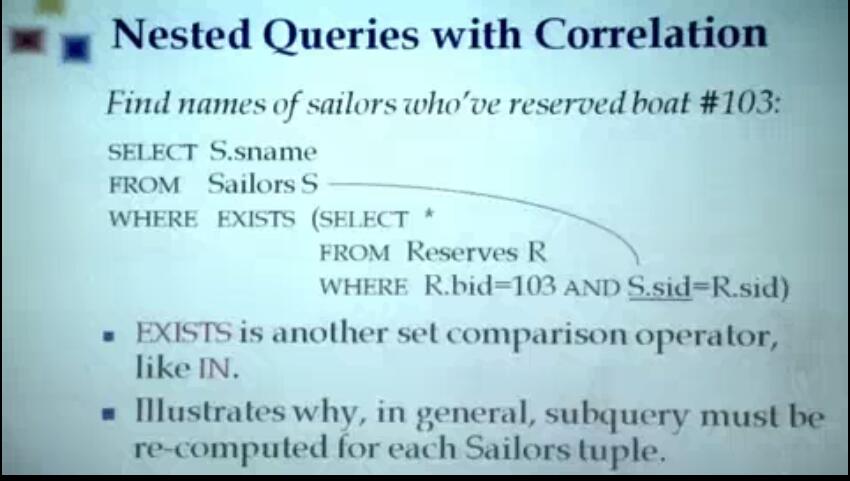 Nested Queries with Correlation
Find names of sailors who've reserved boat #103:
SELECT S.sname
FROM Sailors S
WHERE EXISTS (SELECT *
FROM Reserves R
WHERE R.bid=103 AND S.sid=R.sid)
▪ EXISTS is another set comparison operator,
like IN.
▪ Illustrates why, in general, subquery must be
re-computed for each Sailors tuple.